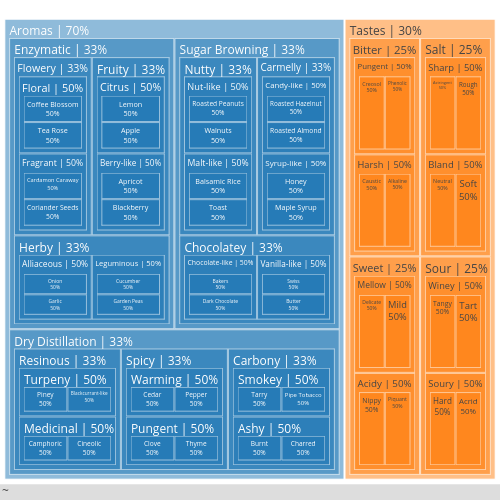 Aromas | 70%
Enzymatic | 33%
Flowery | 33%
Floral | 50%
Coffee Blossom
50%
Tea Rose
50%
Fragrant | 50%
Cardamon Caraway
50%
Coriander Seeds
50%
Fruity | 33%
Citrus | 50%
Lemon
50%
Apple
50%
Berry-like | 50%
Apricot
50%
Blackberry
50%
Herby | 33%
Alliaceous | 50%
Onion
50%
Garlic
50%
Leguminous | 50%
Cucumber
50%
Garden Peas
50%
Sugar Browning | 33%
Nutty | 33%
Nut-like | 50%
Roasted Peanuts
50%
Walnuts
50%
Malt-like | 50%
Balsamic Rice
50%
Toast
50%
Carmelly | 33%
Candy-like | 50%
Roasted Hazelnut
50%
Roasted Almond
50%
Syrup-like | 50%
Honey
50%
Maple Syrup
50%
Chocolatey | 33%
Chocolate-like | 50%
Bakers
50%
Dark Chocolate
50%
Vanilla-like | 50%
Swiss
50%
Butter
50%
Dry Distillation | 33%
Resinous | 33%
Turpeny | 50%
Piney
50%
Blackcurrant-like
50%
Medicinal | 50%
Camphoric
50%
Cineolic
50%
Spicy | 33%
Warming | 50%
Cedar
50%
Pepper
50%
Pungent | 50%
Clove
50%
Thyme
50%
Carbony | 33%
Smokey | 50%
Tarry
50%
Pipe Tobacco
50%
Ashy | 50%
Burnt
50%
Charred
50%
Tastes | 30%
Bitter | 25%
Pungent | 50%
Creosol
50%
Phenolic
50%
Harsh | 50%
Caustic
50%
Alkaline
50%
Salt | 25%
Sharp | 50%
50%
Rough
50%
Bland | 50%
Neutral
50%
Soft
50%
Sweet | 25%
Mellow | 50%
Delicate
50%
Mild
50%
Acidy | 50%
Nippy
50%
Piquant
50%
Sour | 25%
Winey | 50%
Tangy
50%
Tart
50%
Soury | 50%
Hard
50%
Acrid
50%
~